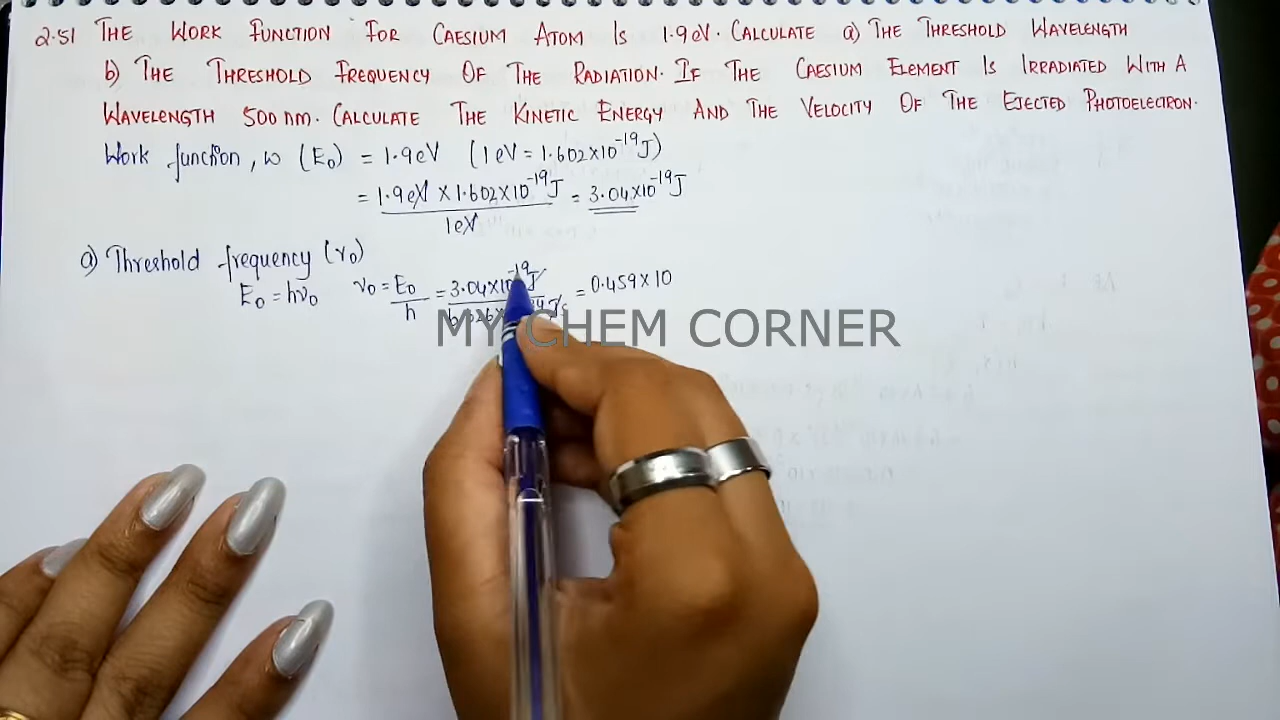 2.51 THE WORK FUNCTION FOR CAESIUM ATOM IS 1.9eV. CALCULATE a) THE THRESHOLD WAVELENGTH
b) THE THRESHOLD FREQUENCY OF THE RADIATION. IF THE CAESIUM ELEMENT IS IRRADIATED WITH A
WAVELENGTH 500 nm. CALCULATE THE KINETIC ENERGY AND THE VELOCITY OF THE EJECTED PHOTOELECTRON.
Work function, ω (E₀) = 1.9eV (1eV = 1.602×10⁻¹⁹J)
= 1.9eV × 1.602×10⁻¹⁹J = 3.04×10⁻¹⁹J
1eV
a) Threshold frequency (ν₀)
E₀ = hν₀ ν₀ = E₀ = 3.04×10⁻¹⁹J = 0.459×10
h
MY CHEM CORNER